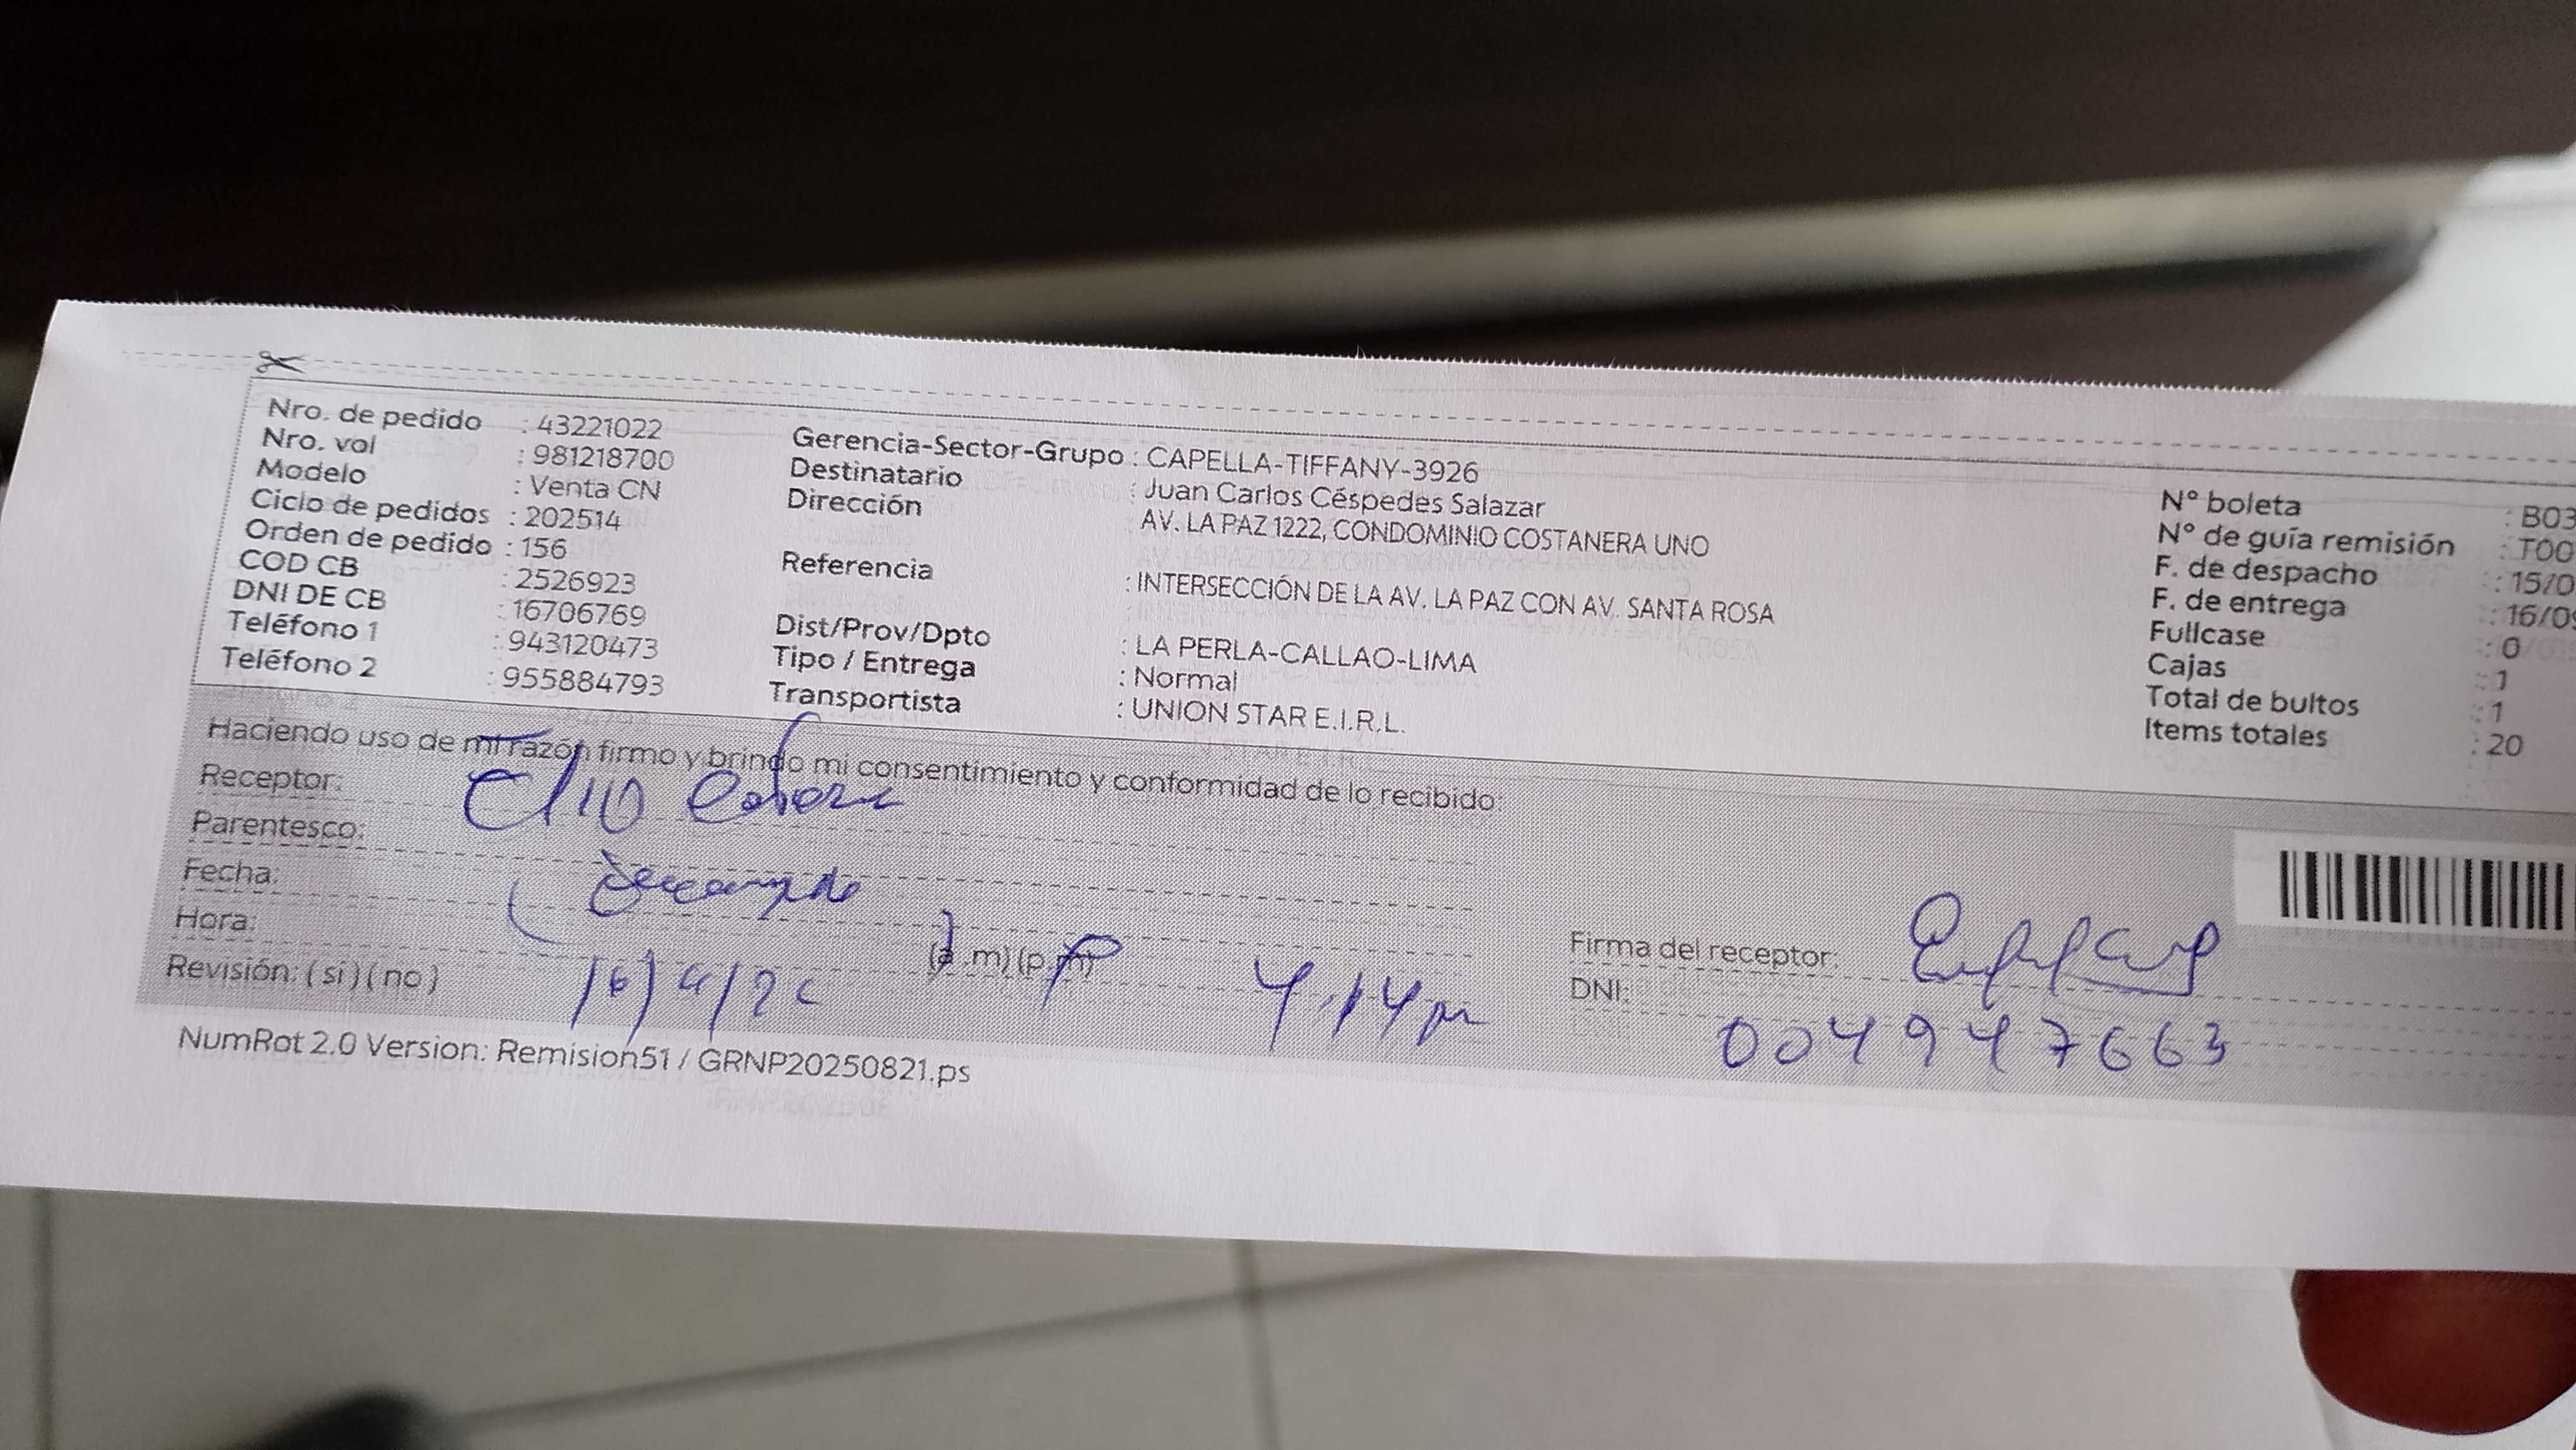 Nro. de pedido : 43221022
Nro. vol : 981218700
Modelo : Venta CN
Ciclo de pedidos : 202514
Orden de pedido : 156
COD CB : 2526923
DNI DE CB : 16706769
Teléfono 1 : 943120473
Teléfono 2 : 955884793
Gerencia-Sector-Grupo : CAPELLA-TIFFANY-3926
Destinatario : Juan Carlos Céspedes Salazar
Dirección AV. LA PAZ 1222, CONDOMINIO COSTANERA UNO
Referencia : INTERSECCIÓN DE LA AV. LA PAZ CON AV. SANTA ROSA
Dist/Prov/Dpto : LA PERLA-CALLAO-LIMA
Tipo / Entrega : Normal
Transportista : UNION STAR E.I.R.L.
N° boleta : B03
N° de guía remisión : T00
F. de despacho : 15/0
F. de entrega : 16/09
Fullcase : 0
Cajas : 1
Total de bultos : 1
Items totales : 20
Haciendo uso de mi razón firmo y brindo mi consentimiento y conformidad de lo recibido:
Receptor:
Parentesco:
Fecha:
Hora: (a.m) (p.m)
Revisión: ( si ) ( no )
4.14 pm
Firma del receptor:
DNI:
004947663
NumRot 2.0 Version: Remision51 / GRNP20250821.ps